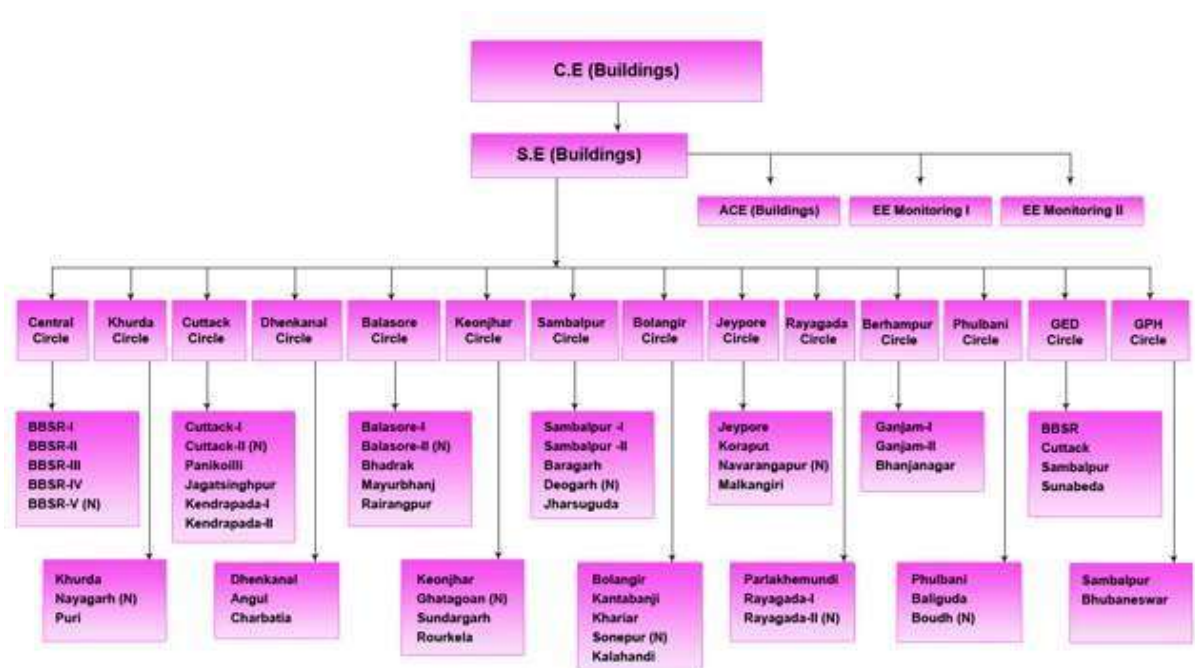 C.E (Buildings)
S.E (Buildings)
ACE (Buildings)
EE Monitoring I
EE Monitoring II
Central
Circle
Khurda
Circle
Cuttack
Circle
Dhenkanal
Circle
Balasore
Circle
Keonjhar
Circle
Sambalpur
Circle
Bolangir
Circle
Jeypore
Circle
Rayagada
Circle
Berhampur
Circle
Phulbani
Circle
GED
Circle
GPH
Circle
BBSR-I
BBSR-II
BBSR-III
BBSR-IV
BBSR-V (N)
Cuttack-I
Cuttack-II (N)
Panikoilli
Jagatsinghpur
Kendrapada-I
Kendrapada-II
Balasore-I
Balasore-II (N)
Bhadrak
Mayurbhanj
Rairangpur
Sambalpur -I
Sambalpur -II
Baragarh
Deogarh (N)
Jharsuguda
Jeypore
Koraput
Navarangapur (N)
Malkangiri
Ganjam-I
Ganjam-II
Bhanjanagar
BBSR
Cuttack
Sambalpur
Sunabeda
Khurda
Nayagarh (N)
Puri
Dhenkanal
Angul
Charbatia
Keonjhar
Ghatagoan (N)
Sundargarh
Rourkela
Bolangir
Kantabanji
Khariar
Sonepur (N)
Kalahandi
Parlakhemundi
Rayagada-I
Rayagada-II (N)
Phulbani
Baliguda
Boudh (N)
Sambalpur
Bhubaneswar